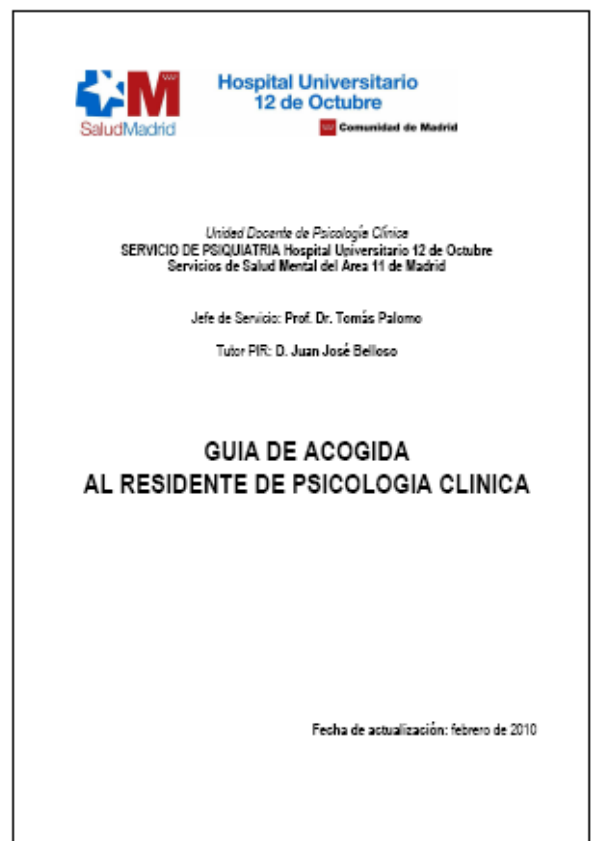 Hospital Universitario
12 de Octubre
SaludMadrid
Comunidad de Madrid
Unidad Docente de Psicología Clínica
SERVICIO DE PSIQUIATRIA Hospital Universitario 12 de Octubre
Servicios de Salud Mental del Area 11 de Madrid
Jefe de Servicio: Prof. Dr. Tomás Palomo
Tutor PIR: D. Juan José Belloso
GUIA DE ACOGIDA
AL RESIDENTE DE PSICOLOGIA CLINICA
Fecha de actualización: febrero de 2010